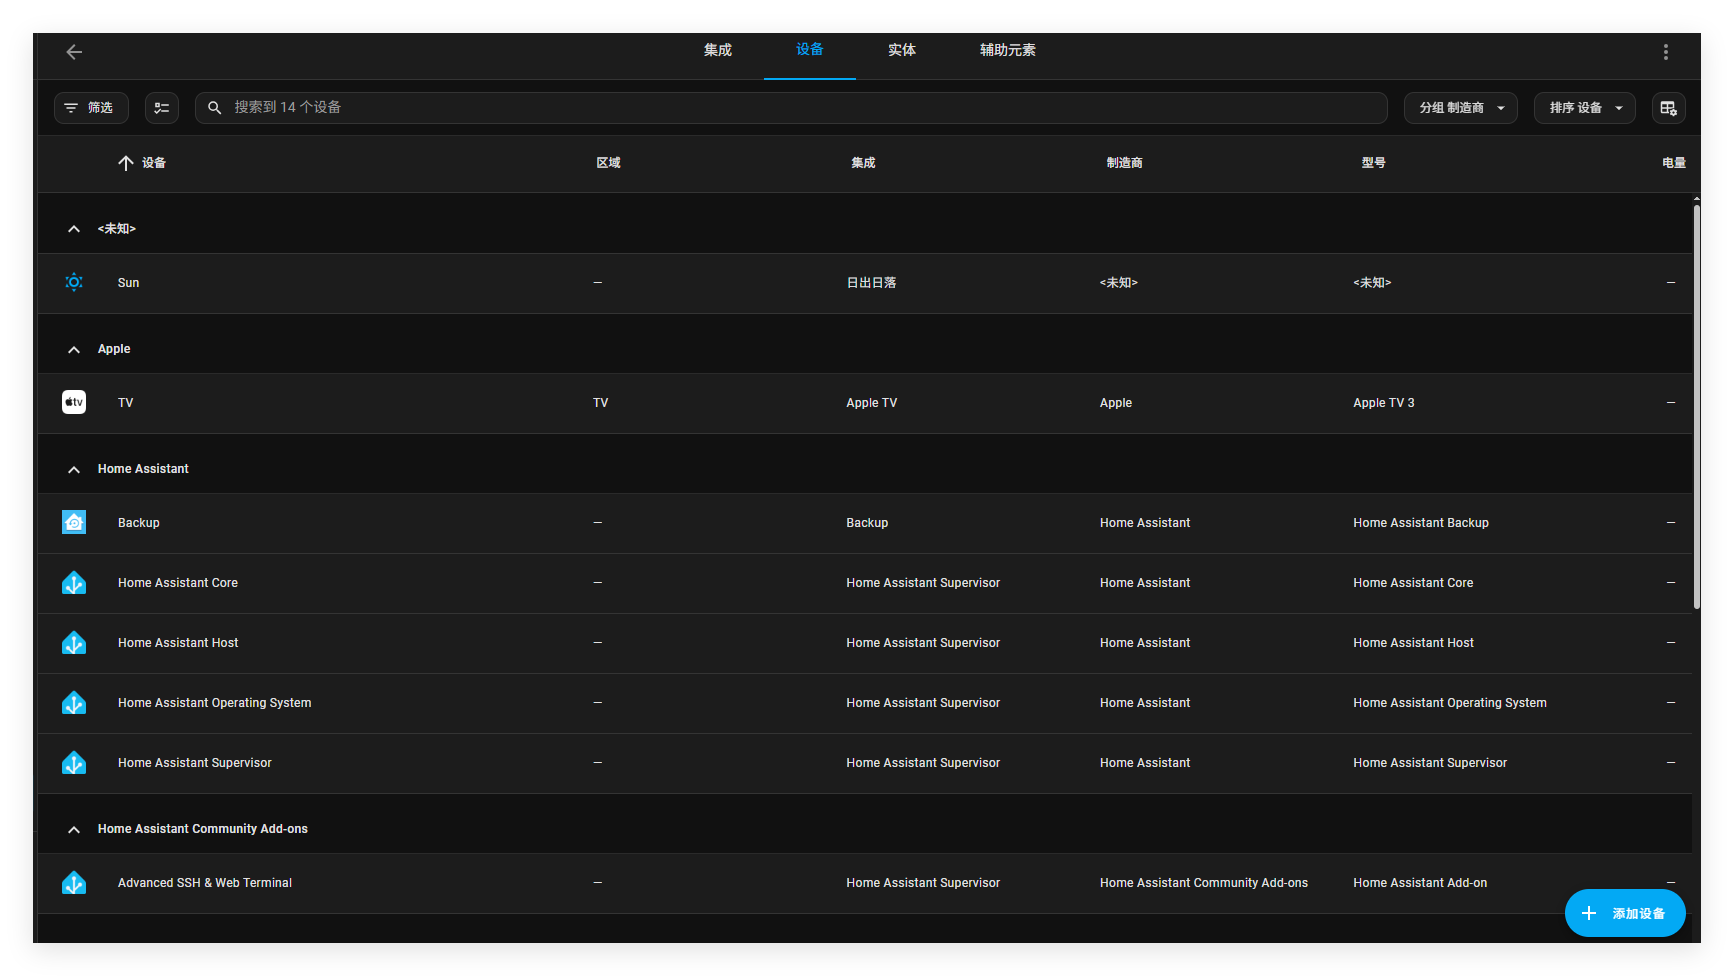 集成 设备 实体 辅助元素
筛选 搜索到 14 个设备 分组 制造商 排序 设备
设备 区域 集成 制造商 型号 电量
<未知>
Sun — 日出日落 <未知> <未知> —
Apple
tv TV TV Apple TV Apple Apple TV 3 —
Home Assistant
Backup — Backup Home Assistant Home Assistant Backup —
Home Assistant Core — Home Assistant Supervisor Home Assistant Home Assistant Core —
Home Assistant Host — Home Assistant Supervisor Home Assistant Home Assistant Host —
Home Assistant Operating System — Home Assistant Supervisor Home Assistant Home Assistant Operating System —
Home Assistant Supervisor — Home Assistant Supervisor Home Assistant Home Assistant Supervisor —
Home Assistant Community Add-ons
Advanced SSH & Web Terminal — Home Assistant Supervisor Home Assistant Community Add-ons Home Assistant Add-on —
添加设备